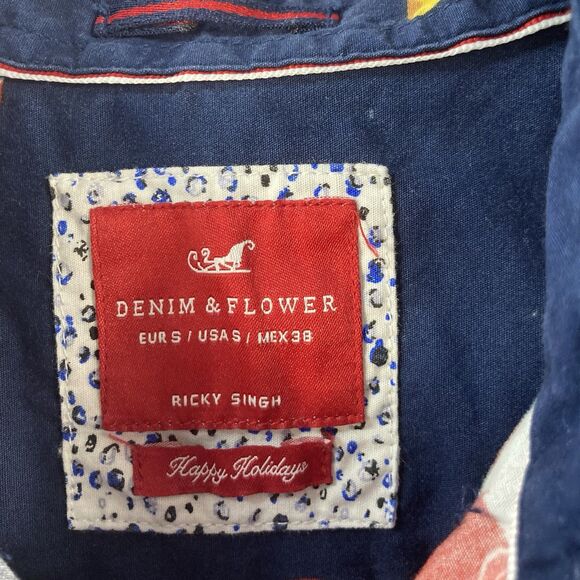 DENIM & FLOWER
EUR S / USA S / MEX 38
RICKY SINGH
Happy Holidays